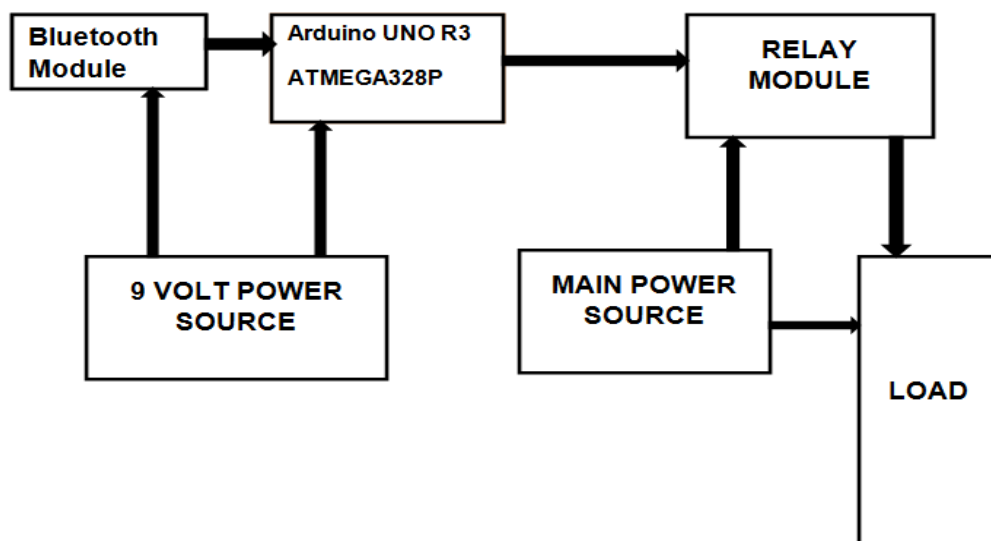 Bluetooth
Module
Arduino UNO R3
ATMEGA328P
RELAY
MODULE
9 VOLT POWER
SOURCE
MAIN POWER
SOURCE
LOAD